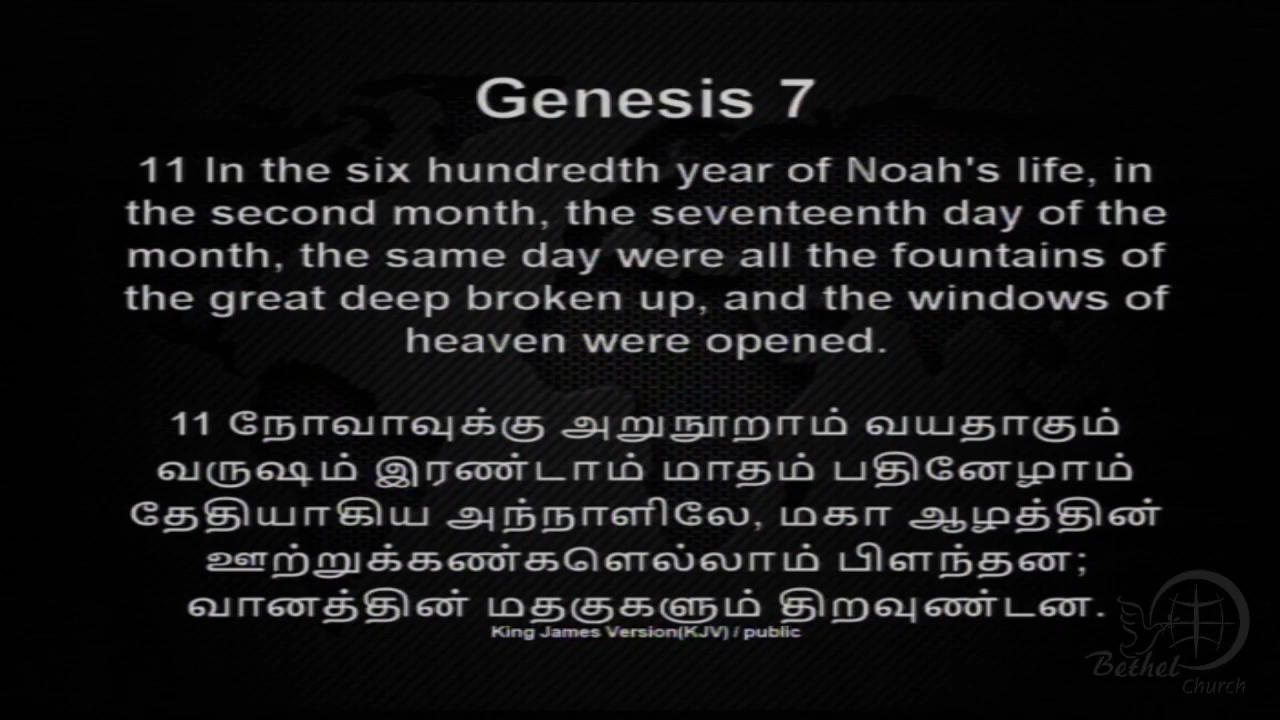 Genesis 7
11 In the six hundredth year of Noah's life, in
the second month, the seventeenth day of the
month, the same day were all the fountains of
the great deep broken up, and the windows of
heaven were opened.
11 நோவாவுக்கு அறுநூறாம் வயதாகும்
வருஷம் இரண்டாம் மாதம் பதினேழாம்
தேதியாகிய அந்நாளிலே, மகா ஆழத்தின்
ஊற்றுக்கண்களெல்லாம் பிளந்தன;
வானத்தின் மதகுகளும் திறவுண்டன.
King James Version(KJV) / public
Bethel
Church